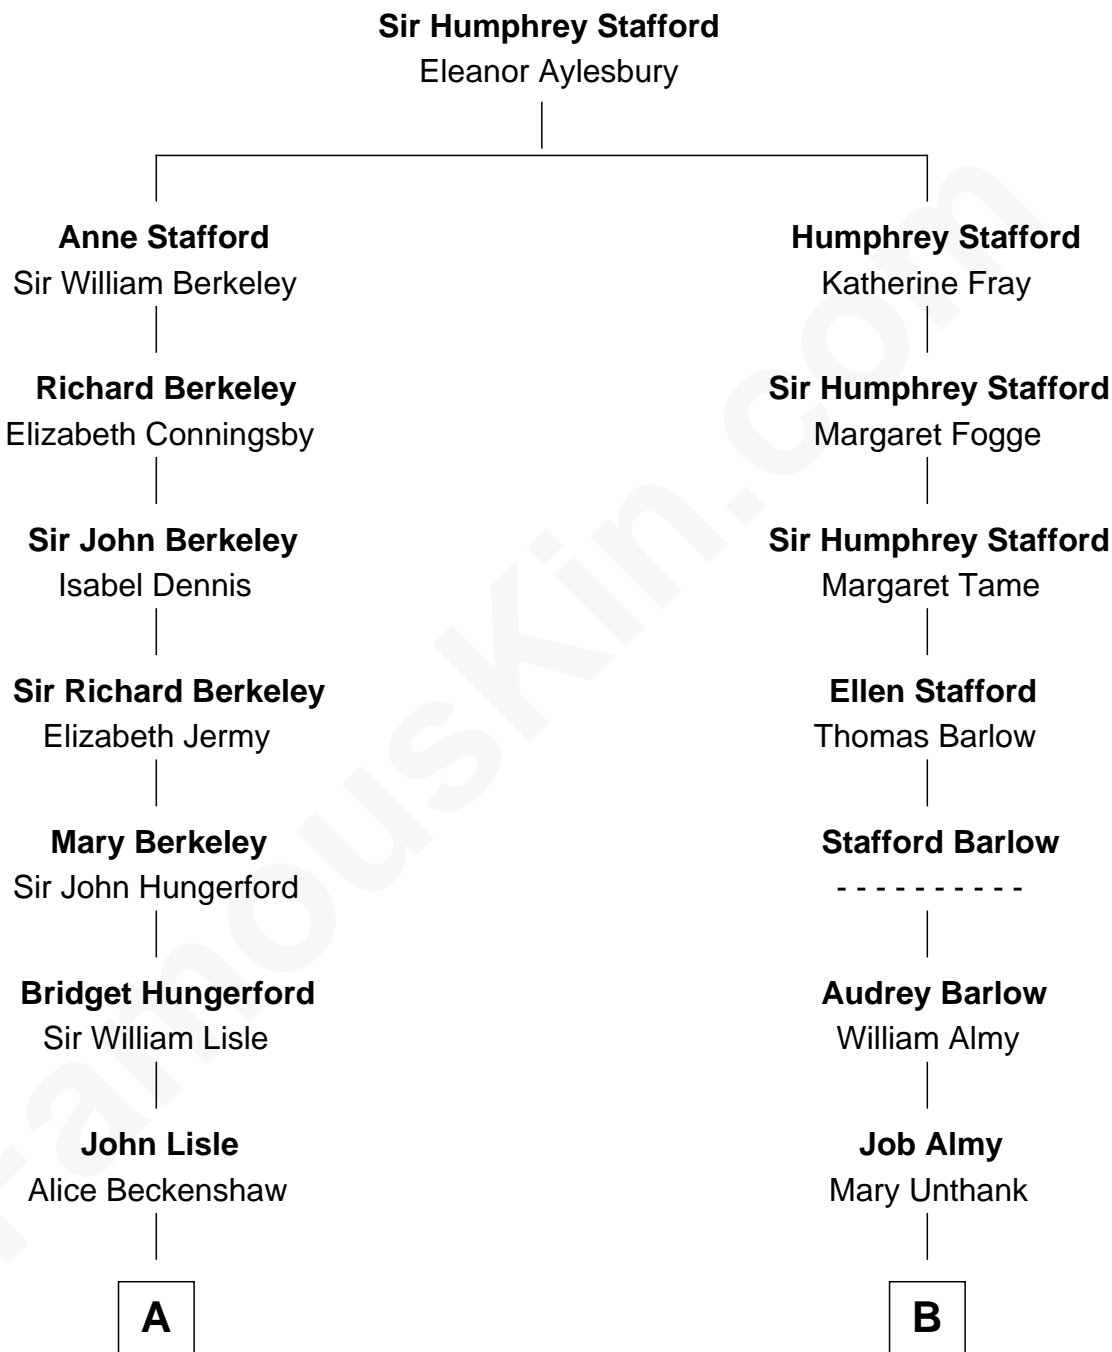 Sir Humphrey Stafford
Eleanor Aylesbury
Anne Stafford
Sir William Berkeley
Humphrey Stafford
Katherine Fray
Richard Berkeley
Elizabeth Conningsby
Sir Humphrey Stafford
Margaret Fogge
Sir John Berkeley
Isabel Dennis
Sir Humphrey Stafford
Margaret Tame
Sir Richard Berkeley
Elizabeth Jermy
Ellen Stafford
Thomas Barlow
Mary Berkeley
Sir John Hungerford
Stafford Barlow
- - - - - - - - - -
Bridget Hungerford
Sir William Lisle
Audrey Barlow
William Almy
John Lisle
Alice Beckenshaw
Job Almy
Mary Unthank
A
B
FamousKin.com